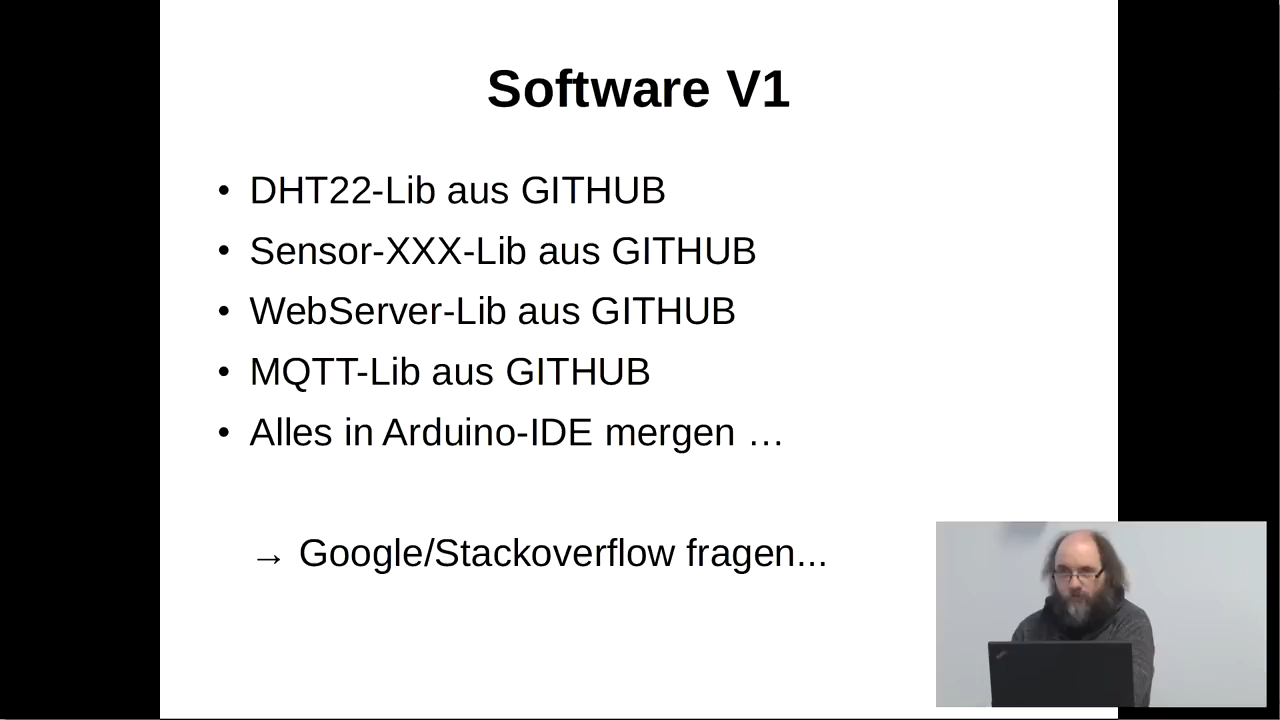 Software V1
• DHT22-Lib aus GITHUB
• Sensor-XXX-Lib aus GITHUB
• WebServer-Lib aus GITHUB
• MQTT-Lib aus GITHUB
• Alles in Arduino-IDE mergen …
→ Google/Stackoverflow fragen...